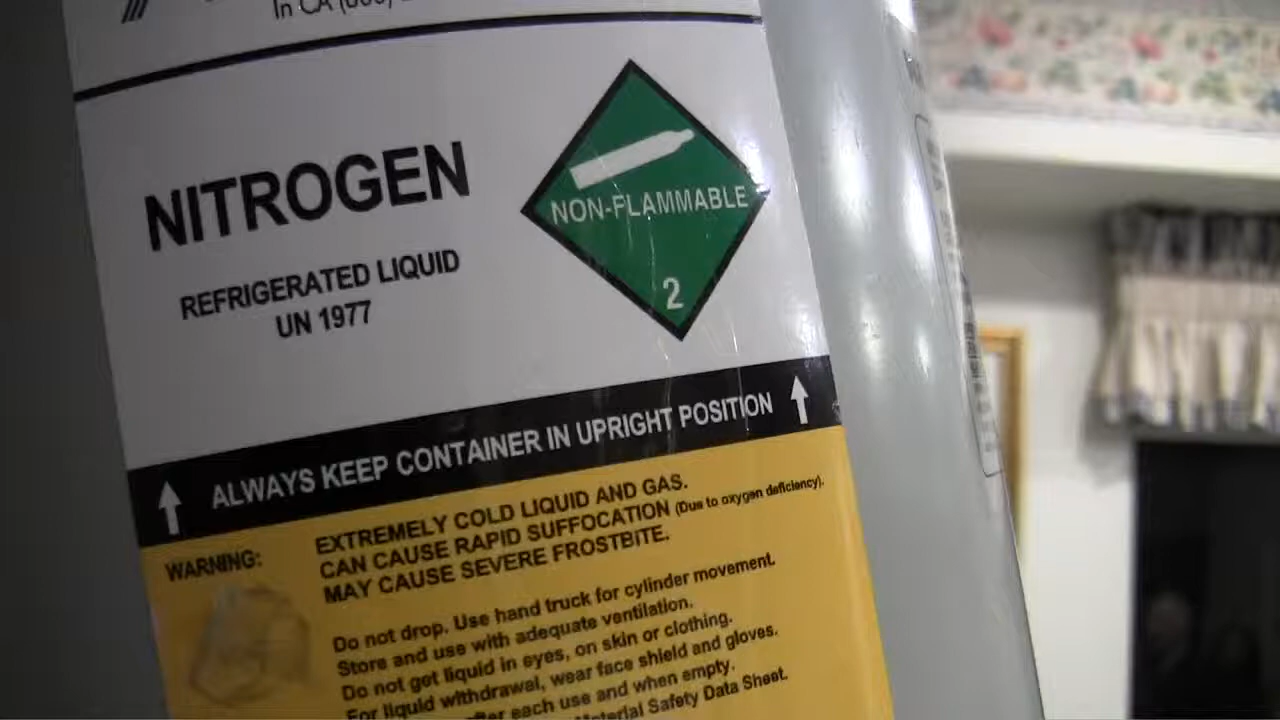 In CA
NITROGEN
REFRIGERATED LIQUID
UN 1977
NON-FLAMMABLE
2
ALWAYS KEEP CONTAINER IN UPRIGHT POSITION
WARNING:
EXTREMELY COLD LIQUID AND GAS.
CAN CAUSE RAPID SUFFOCATION (Due to oxygen deficiency).
MAY CAUSE SEVERE FROSTBITE.
Do not drop. Use hand truck for cylinder movement.
Store and use with adequate ventilation.
Do not get liquid in eyes, on skin or clothing.
For liquid withdrawal, wear face shield and gloves.
after each use and when empty.
Material Safety Data Sheet.